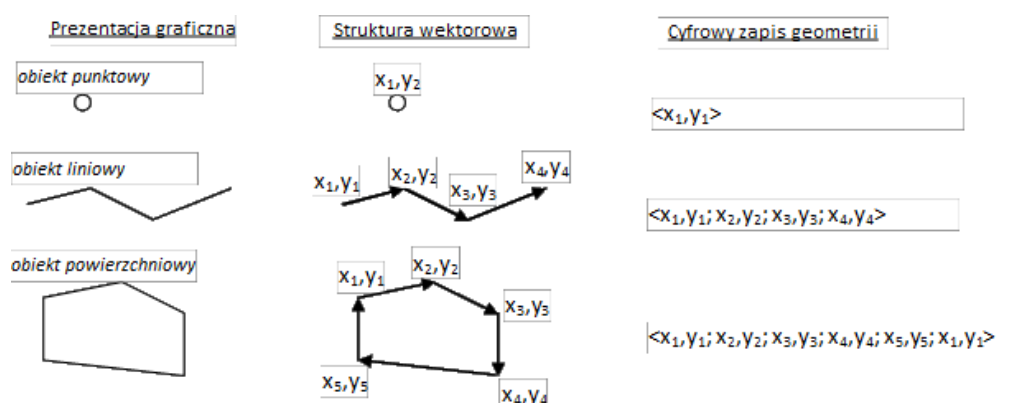 Prezentacja graficzna
Struktura wektorowa
Cyfrowy zapis geometrii
obiekt punktowy
x₁,y₂
<x₁,y₁>
obiekt liniowy
x₁,y₁
x₂,y₂
x₃,y₃
x₄,y₄
<x₁,y₁; x₂,y₂; x₃,y₃; x₄,y₄>
obiekt powierzchniowy
x₁,y₁
x₂,y₂
x₃,y₃
x₄,y₄
x₅,y₅
<x₁,y₁; x₂,y₂; x₃,y₃; x₄,y₄; x₅,y₅; x₁,y₁>